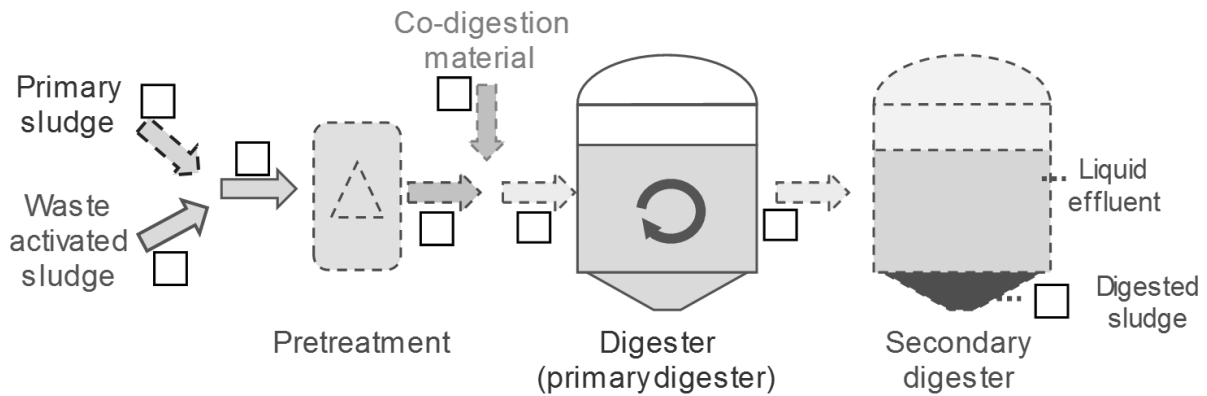 Co-digestion
material
Primary
sludge
Waste
activated
sludge
Liquid
effluent
Digested
sludge
Pretreatment
Digester
(primary digester)
Secondary
digester